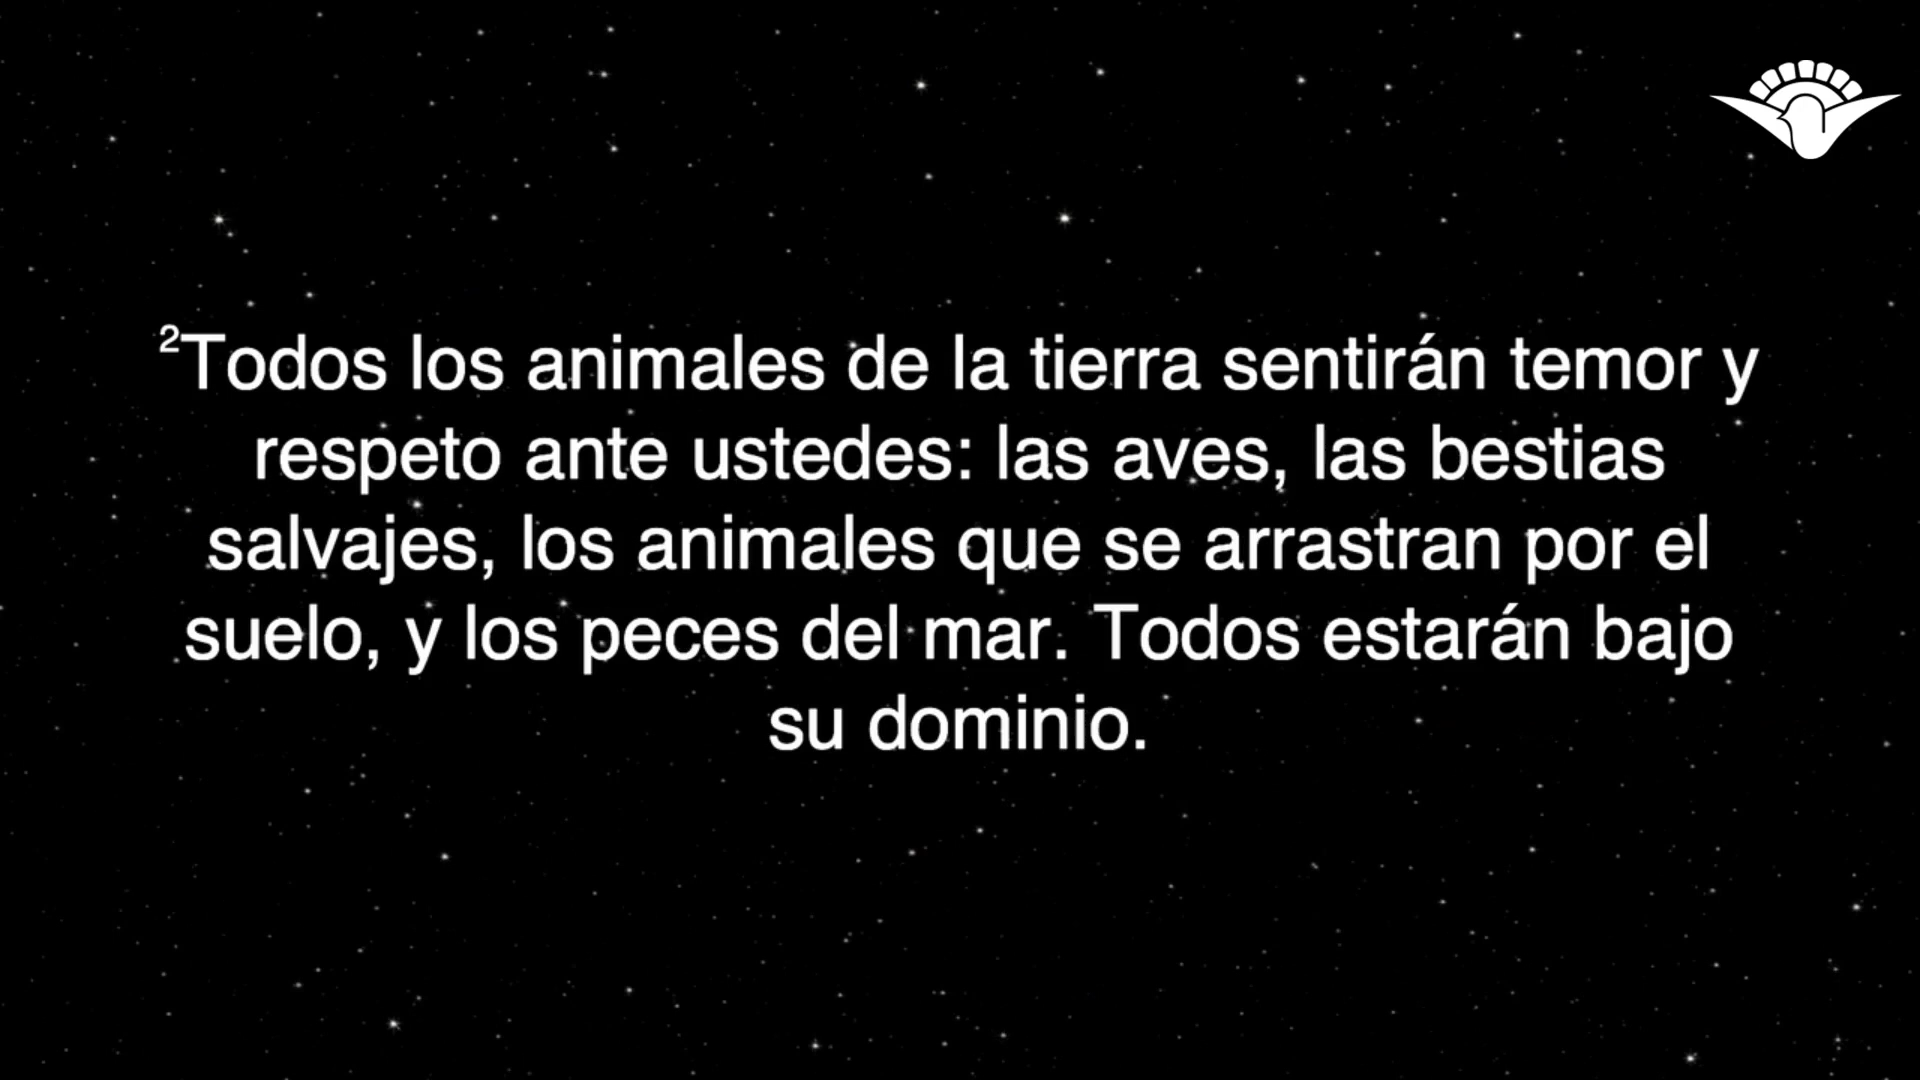 ²Todos los animales de la tierra sentirán temor y
respeto ante ustedes: las aves, las bestias
salvajes, los animales que se arrastran por el
suelo, y los peces del mar. Todos estarán bajo
su dominio.